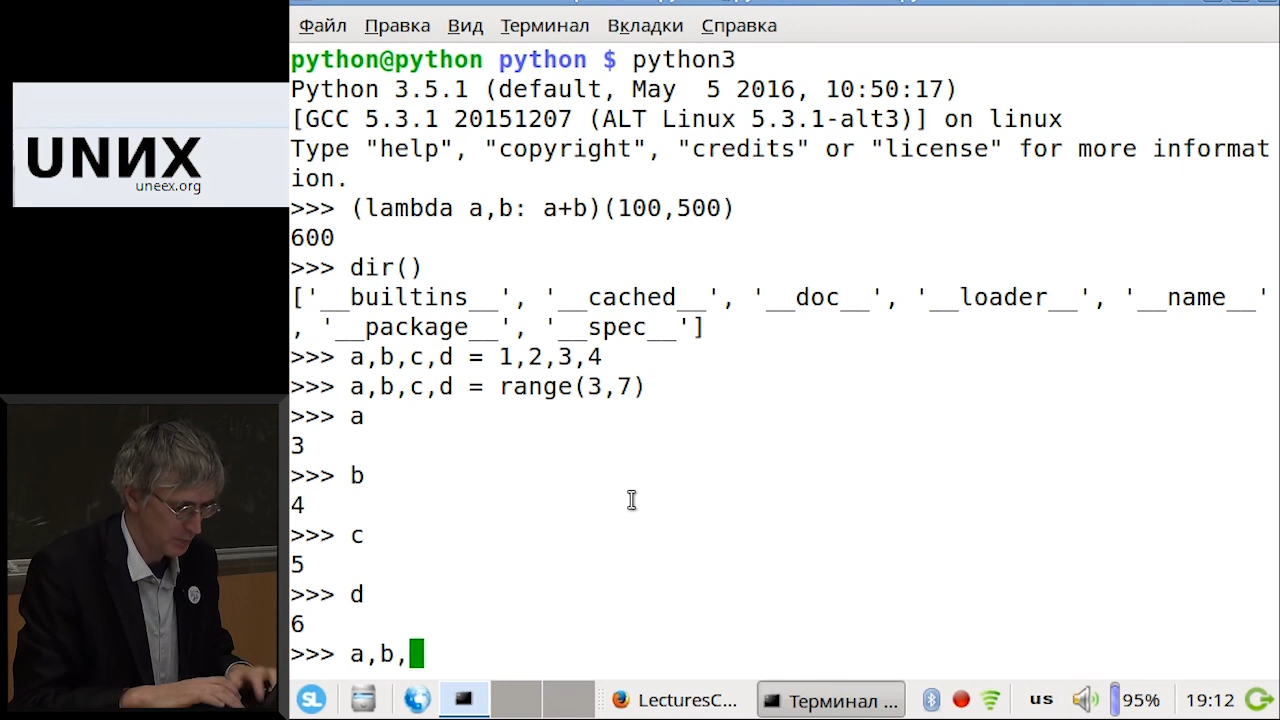 Файл Правка Вид Терминал Вкладки Справка
python@python python $ python3
Python 3.5.1 (default, May  5 2016, 10:50:17)
[GCC 5.3.1 20151207 (ALT Linux 5.3.1-alt3)] on linux
Type "help", "copyright", "credits" or "license" for more informat
ion.
>>> (lambda a,b: a+b)(100,500)
600
>>> dir()
['__builtins__', '__cached__', '__doc__', '__loader__', '__name__'
, '__package__', '__spec__']
>>> a,b,c,d = 1,2,3,4
>>> a,b,c,d = range(3,7)
>>> a
3
>>> b
4
>>> c
5
>>> d
6
>>> a,b,
UNИX
uneex.org
SL LecturesC... Терминал ... us 95% 19:12